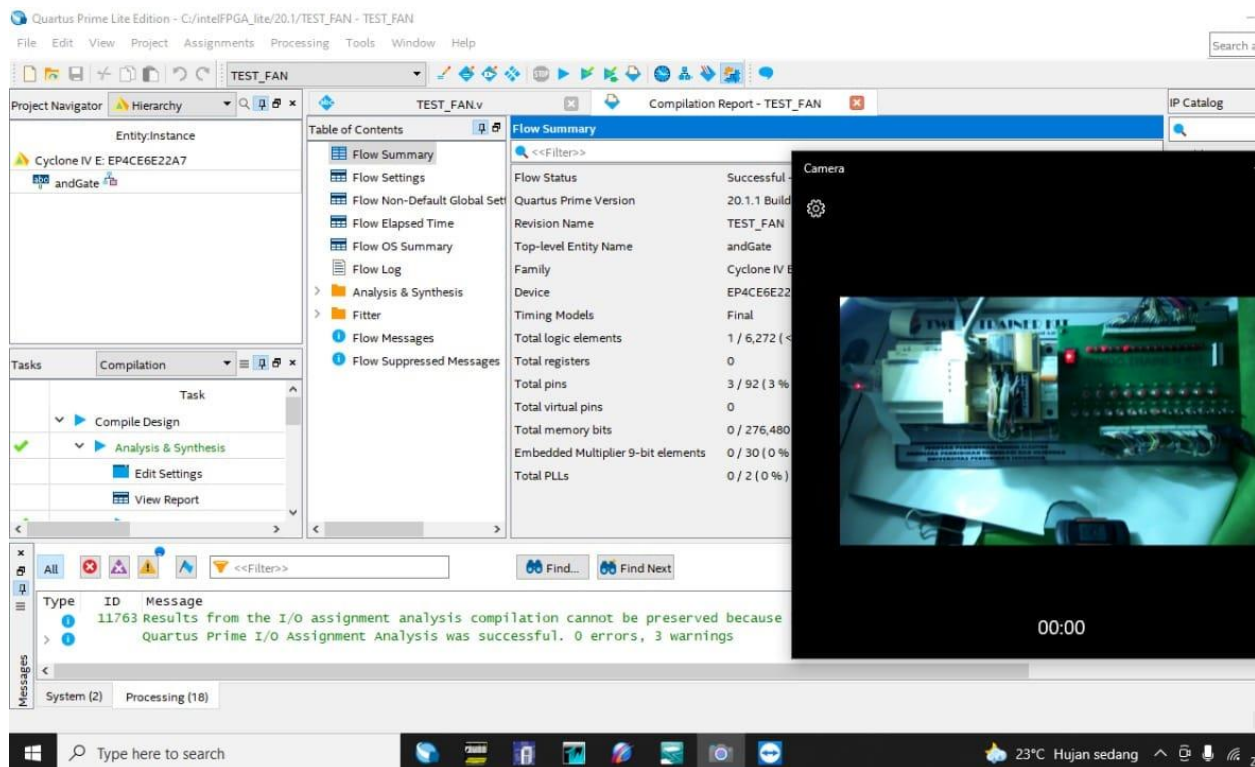 Quartus Prime Lite Edition - C:/intelFPGA_lite/20.1/TEST_FAN - TEST_FAN
File Edit View Project Assignments Processing Tools Window Help
Search a
TEST_FAN
Project Navigator Hierarchy
TEST_FAN.v
Compilation Report - TEST_FAN
IP Catalog
Entity:Instance
Cyclone IV E: EP4CE6E22A7
andGate
Table of Contents
Flow Summary
Flow Settings
Flow Non-Default Global Sett
Flow Elapsed Time
Flow OS Summary
Flow Log
Analysis & Synthesis
Fitter
Flow Messages
Flow Suppressed Messages
Flow Summary
<<Filter>>
Flow Status Successful -
Quartus Prime Version 20.1.1 Build
Revision Name TEST_FAN
Top-level Entity Name andGate
Family Cyclone IV E
Device EP4CE6E22
Timing Models Final
Total logic elements 1 / 6,272 ( <
Total registers 0
Total pins 3 / 92 ( 3 %
Total virtual pins 0
Total memory bits 0 / 276,480
Embedded Multiplier 9-bit elements 0 / 30 ( 0 %
Total PLLs 0 / 2 ( 0 % )
Camera
TRAINER KIT
00:00
Tasks Compilation
Task
Compile Design
Analysis & Synthesis
Edit Settings
View Report
All <<Filter>> Find... Find Next
Type ID Message
11763 Results from the I/O assignment analysis compilation cannot be preserved because
Quartus Prime I/O Assignment Analysis was successful. 0 errors, 3 warnings
Messages
System (2) Processing (18)
Type here to search
23°C Hujan sedang